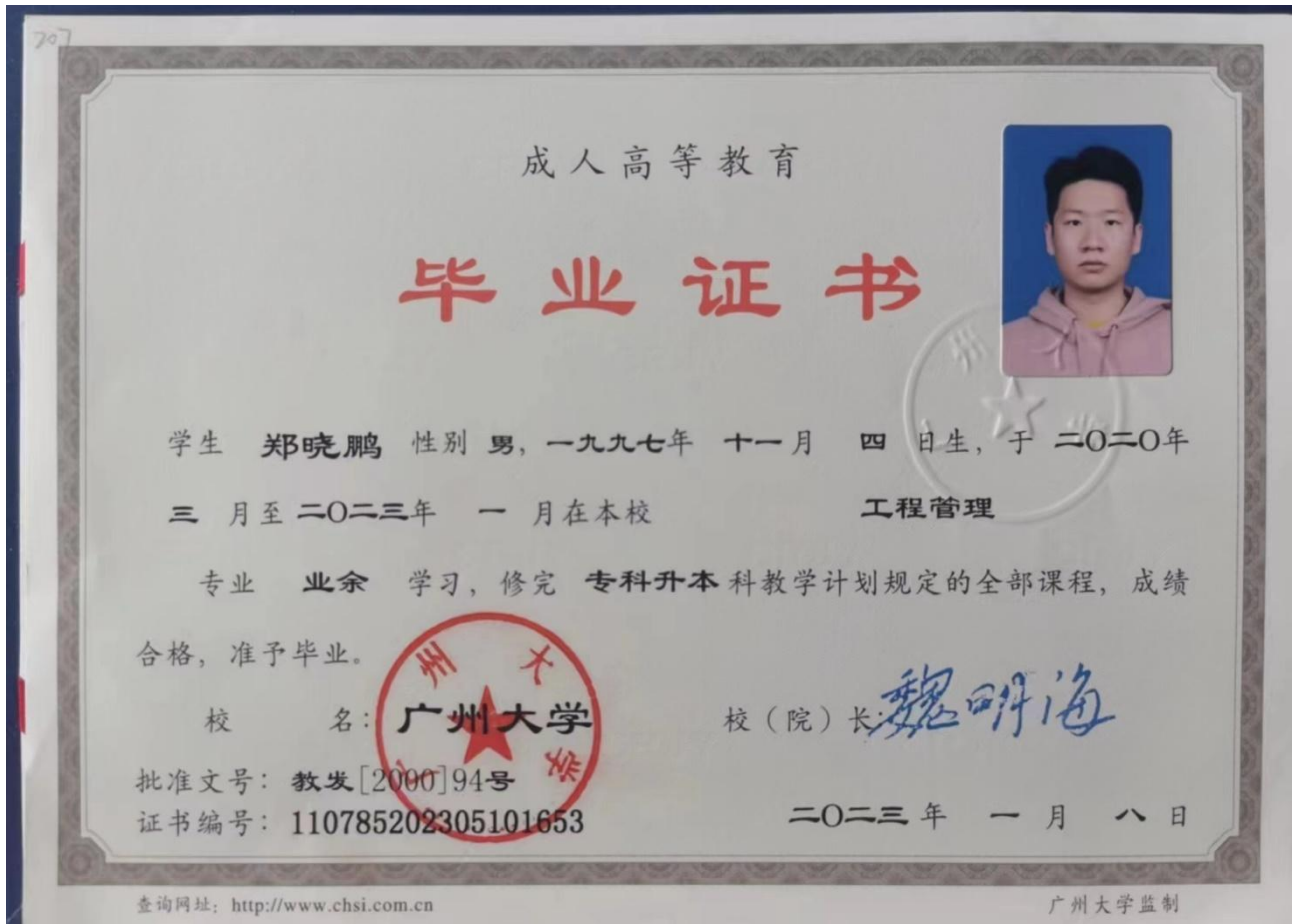 207
成人高等教育
毕业证书
学生 郑晓鹏 性别 男，一九九七年 十一月 四 日生，于 二〇二〇年
三 月至 二〇二三年 一 月在本校 工程管理
专业 业余 学习，修完 专科升本 科教学计划规定的全部课程，成绩
合格，准予毕业。
校 名：广州大学 校（院）长：魏明海
批准文号：教发[2000]94号
证书编号：110785202305101653 二〇二三 年 一 月 八 日
查询网址：http://www.chsi.com.cn 广州大学监制
广州大学